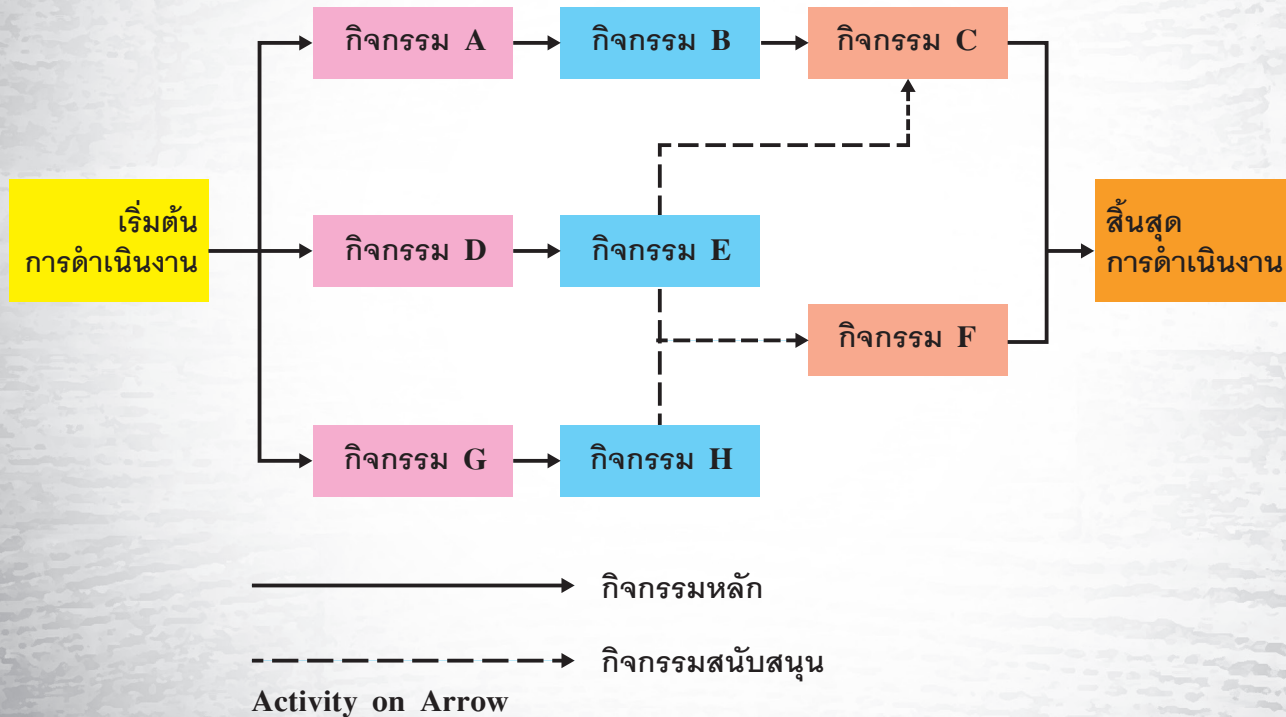 กิจกรรม A
กิจกรรม B
กิจกรรม C
เริ่มต้น
การดำเนินงาน
กิจกรรม D
กิจกรรม E
สิ้นสุด
การดำเนินงาน
กิจกรรม F
กิจกรรม G
กิจกรรม H
กิจกรรมหลัก
กิจกรรมสนับสนุน
Activity on Arrow